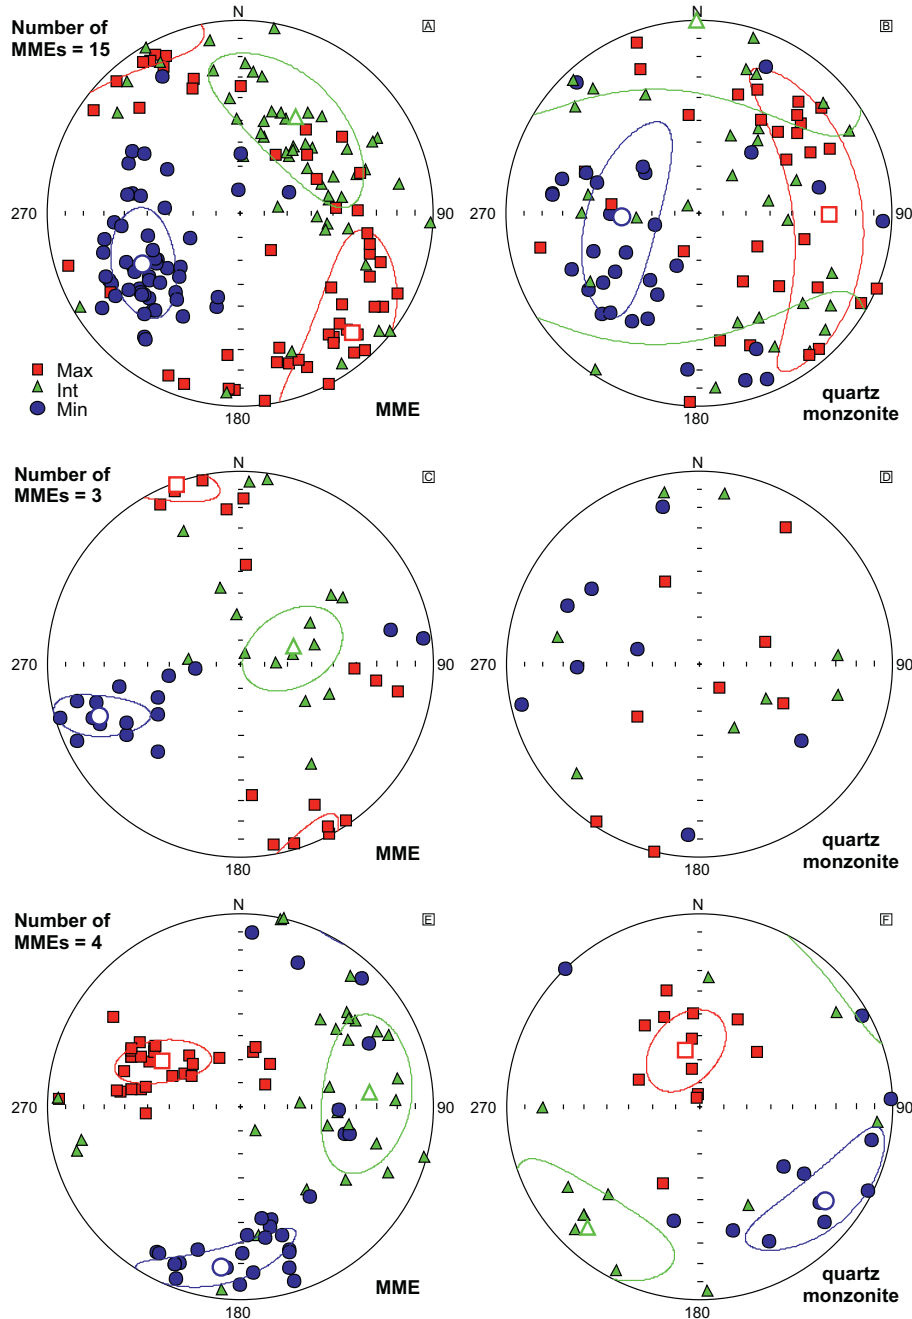 Number of
MMEs = 15
N
A
270
90
Max
Int
Min
180
MME
N
B
270
90
180
quartz
monzonite
Number of
MMEs = 3
N
C
270
90
180
MME
N
D
270
90
180
quartz
monzonite
Number of
MMEs = 4
N
E
270
90
180
MME
N
F
270
90
180
quartz
monzonite